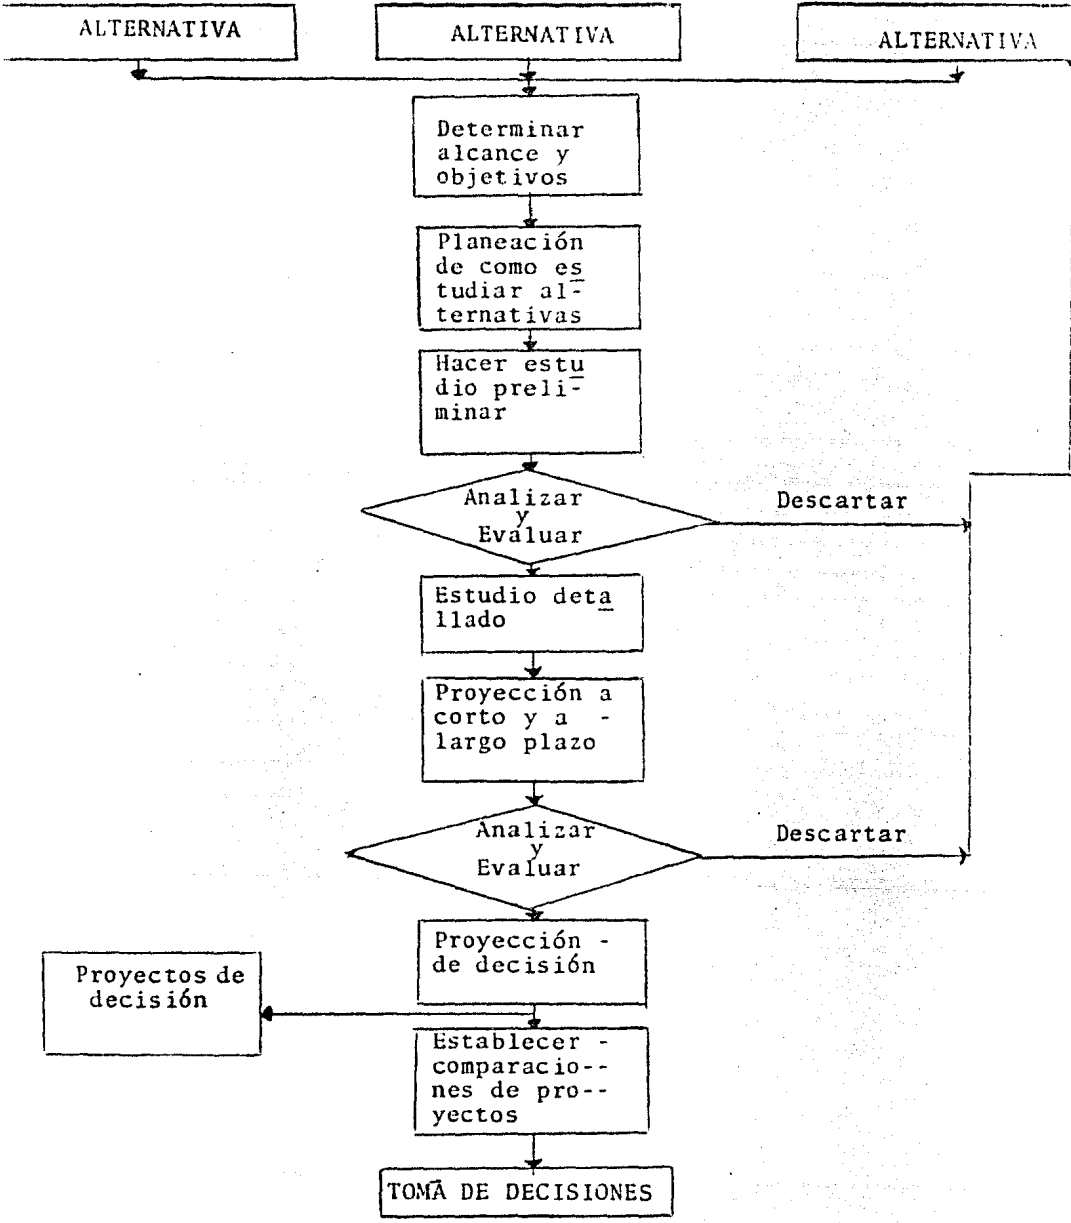 ALTERNATIVA
ALTERNATIVA
ALTERNATIVA
Determinar
alcance y
objetivos
Planeación
de como es
tudiar al-
ternativas
Hacer estu
dio preli-
minar
Analizar
y
Evaluar
Descartar
Estudio deta
llado
Proyección a
corto y a -
largo plazo
Analizar
y
Evaluar
Descartar
Proyección -
de decisión
Proyectos de
decisión
Establecer -
comparacio--
nes de pro--
yectos
TOMA DE DECISIONES